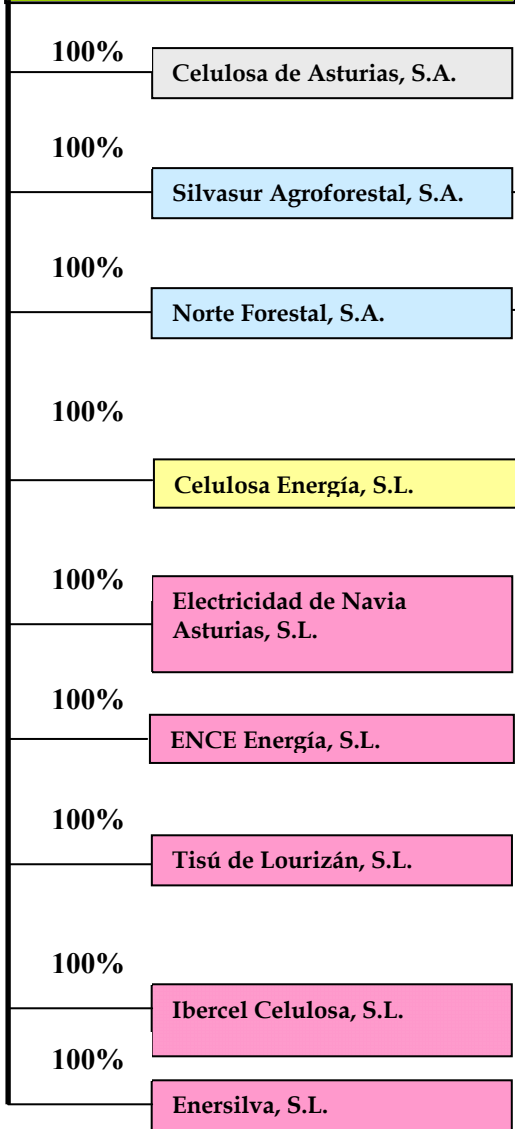 100%
Celulosa de Asturias, S.A.
100%
Silvasur Agroforestal, S.A.
100%
Norte Forestal, S.A.
100%
Celulosa Energía, S.L.
100%
Electricidad de Navia
Asturias, S.L.
100%
ENCE Energía, S.L.
100%
Tisú de Lourizán, S.L.
100%
Ibercel Celulosa, S.L.
100%
Enersilva, S.L.